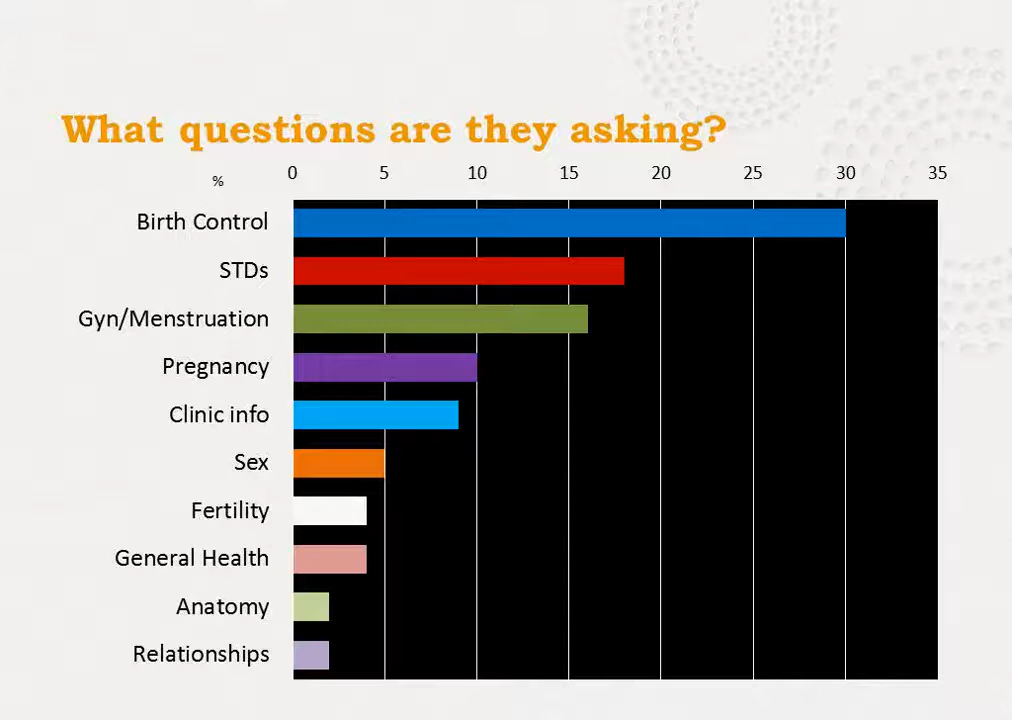 What questions are they asking?
% 0 5 10 15 20 25 30 35
Birth Control
STDs
Gyn/Menstruation
Pregnancy
Clinic info
Sex
Fertility
General Health
Anatomy
Relationships